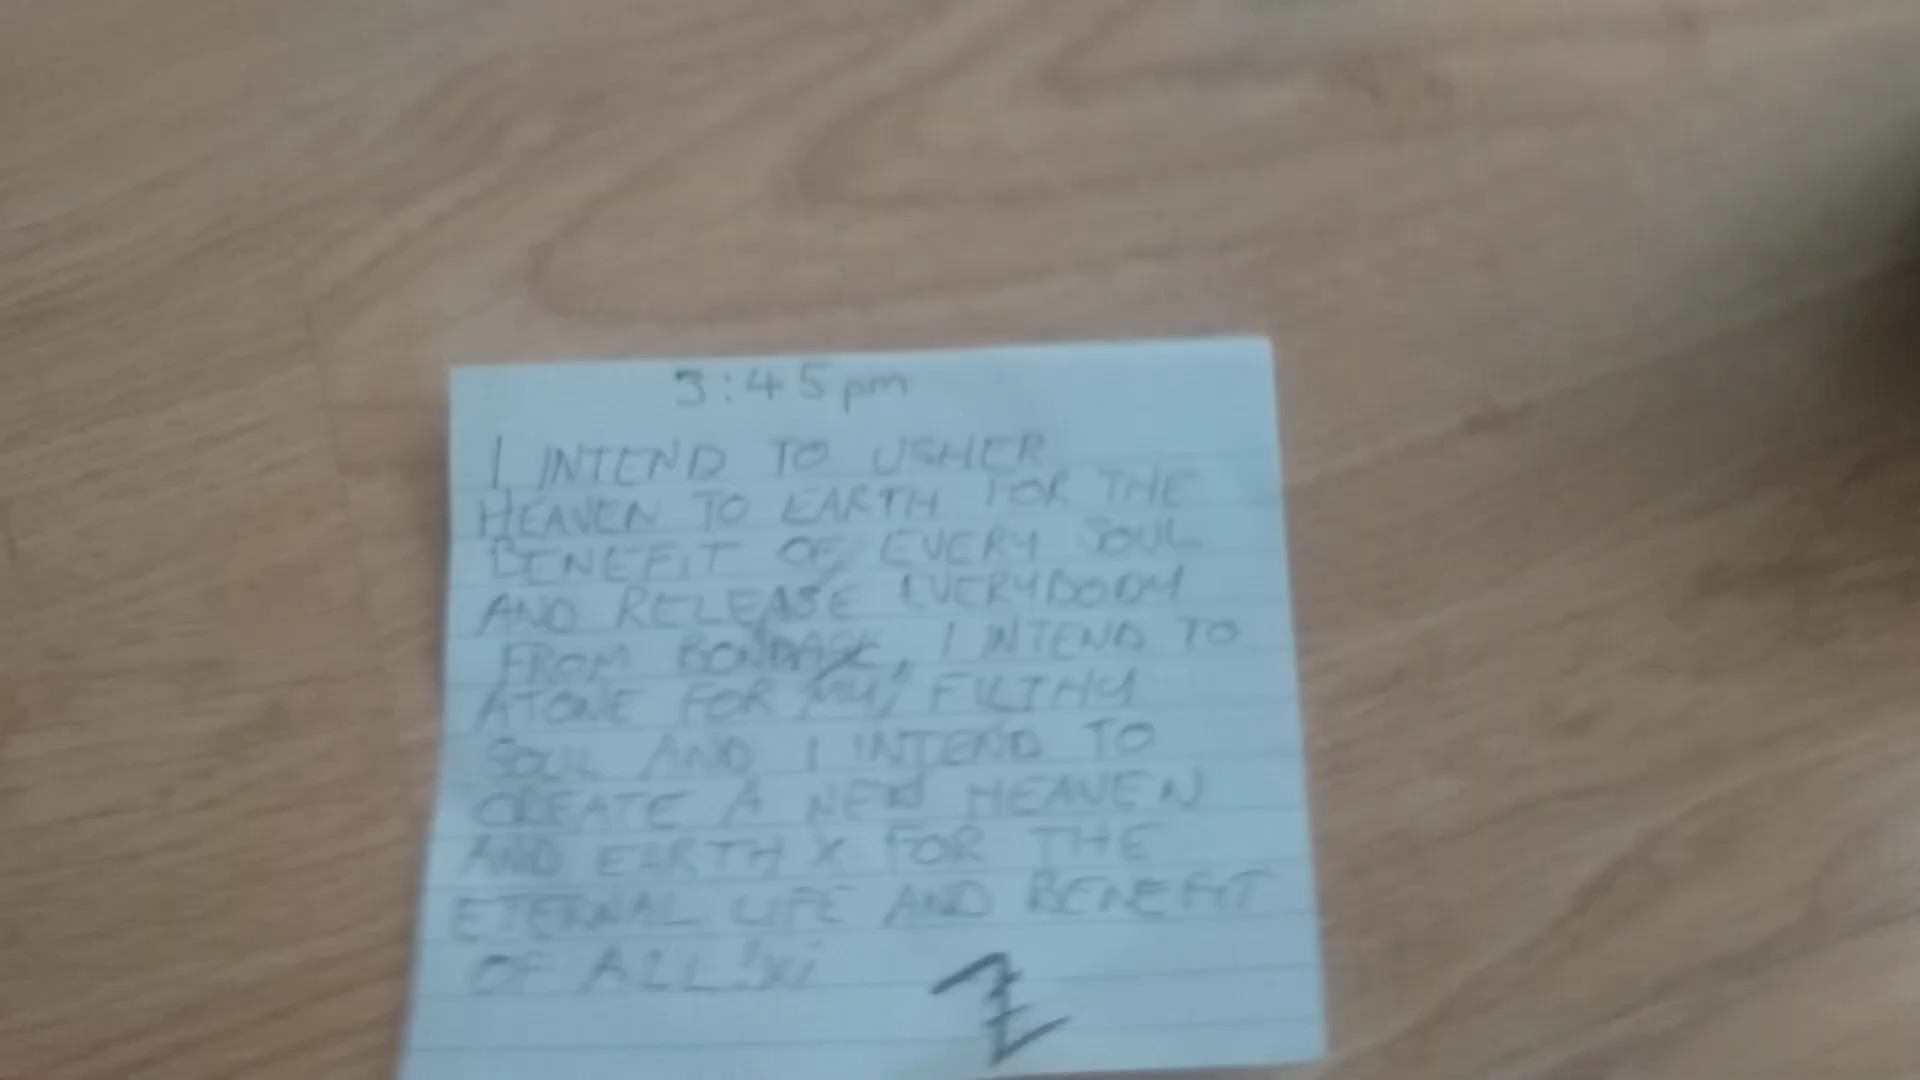 3:45pm
I INTEND TO USHER
HEAVEN TO EARTH FOR THE
BENEFIT OF EVERY SOUL
AND RELEASE EVERYBODY
FROM BONDAGE, I INTEND TO
ATONE FOR MY FILTHY
SOUL AND I INTEND TO
CREATE A NEW HEAVEN
AND EARTH X FOR THE
ETERNAL LIFE AND BENEFIT
OF ALL!